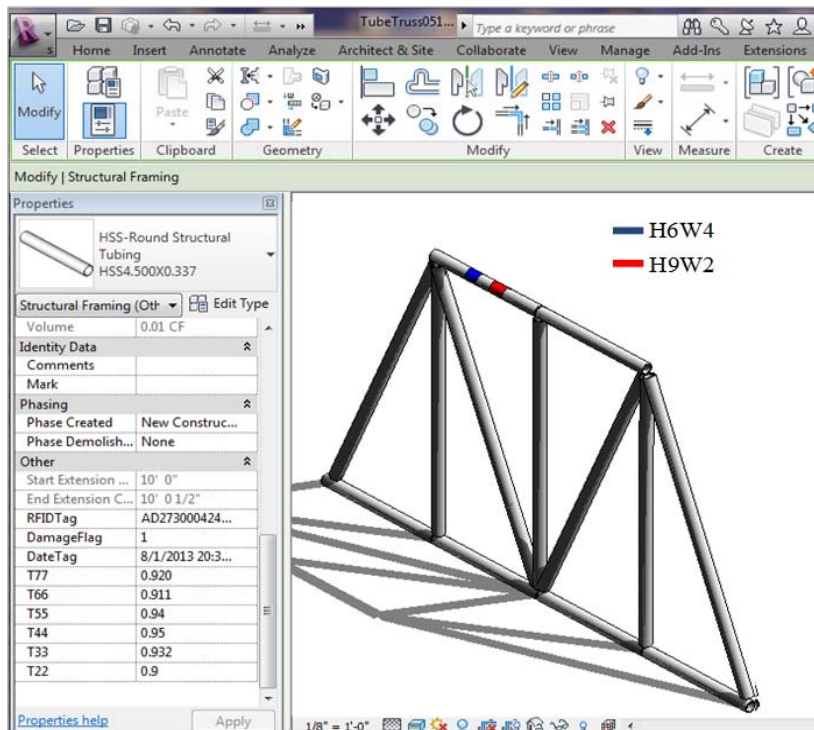 TubeTruss051...
Type a keyword or phrase
Home Insert Annotate Analyze Architect & Site Collaborate View Manage Add-Ins Extensions
Modify
Paste
Select Properties Clipboard Geometry Modify View Measure Create
Modify | Structural Framing
Properties
HSS-Round Structural
Tubing
HSS4.500X0.337
Structural Framing (Oth Edit Type
Volume 0.01 CF
Identity Data
Comments
Mark
Phasing
Phase Created New Construc...
Phase Demolish... None
Other
Start Extension ... 10' 0"
End Extension C... 10' 0 1/2"
RFIDTag AD273000424...
DamageFlag 1
DateTag 8/1/2013 20:3...
T77 0.920
T66 0.911
T55 0.94
T44 0.95
T33 0.932
T22 0.9
Properties help Apply
H6W4
H9W2
1/8" = 1'-0"